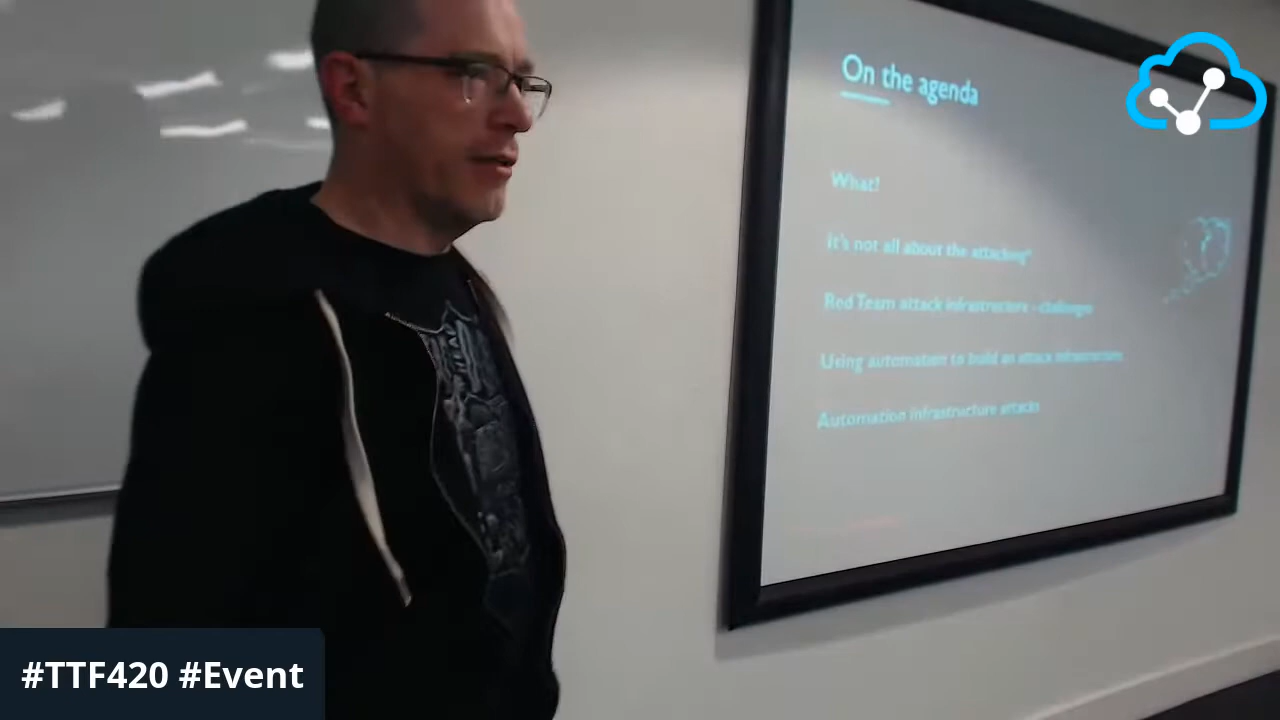 On the agenda
What?
It's not all about the attacking*
Red Team attack infrastructure - challenges
Using automation to build an attack infrastructure
Automation infrastructure attacks
#TTF420 #Event